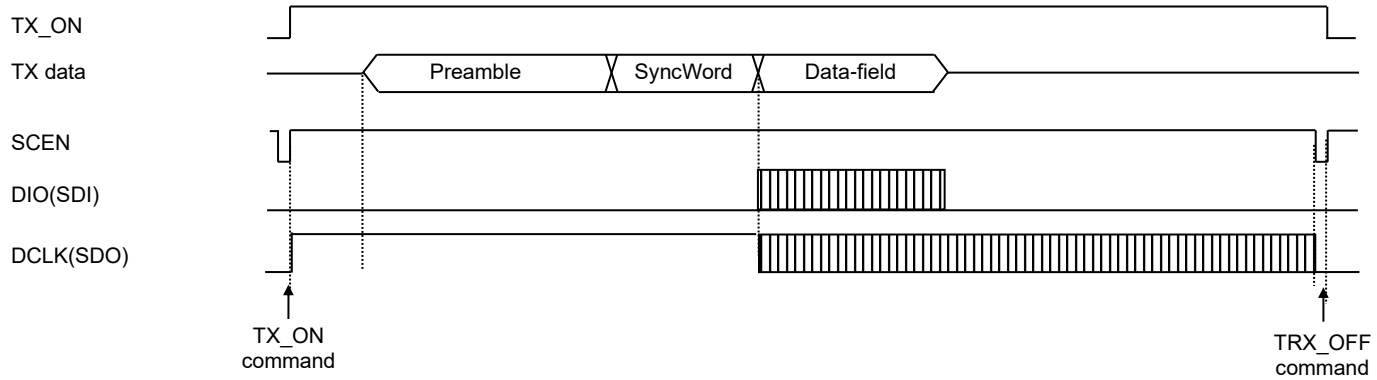 TX_ON
TX data
Preamble
SyncWord
Data-field
SCEN
DIO(SDI)
DCLK(SDO)
TX_ON
command
TRX_OFF
command